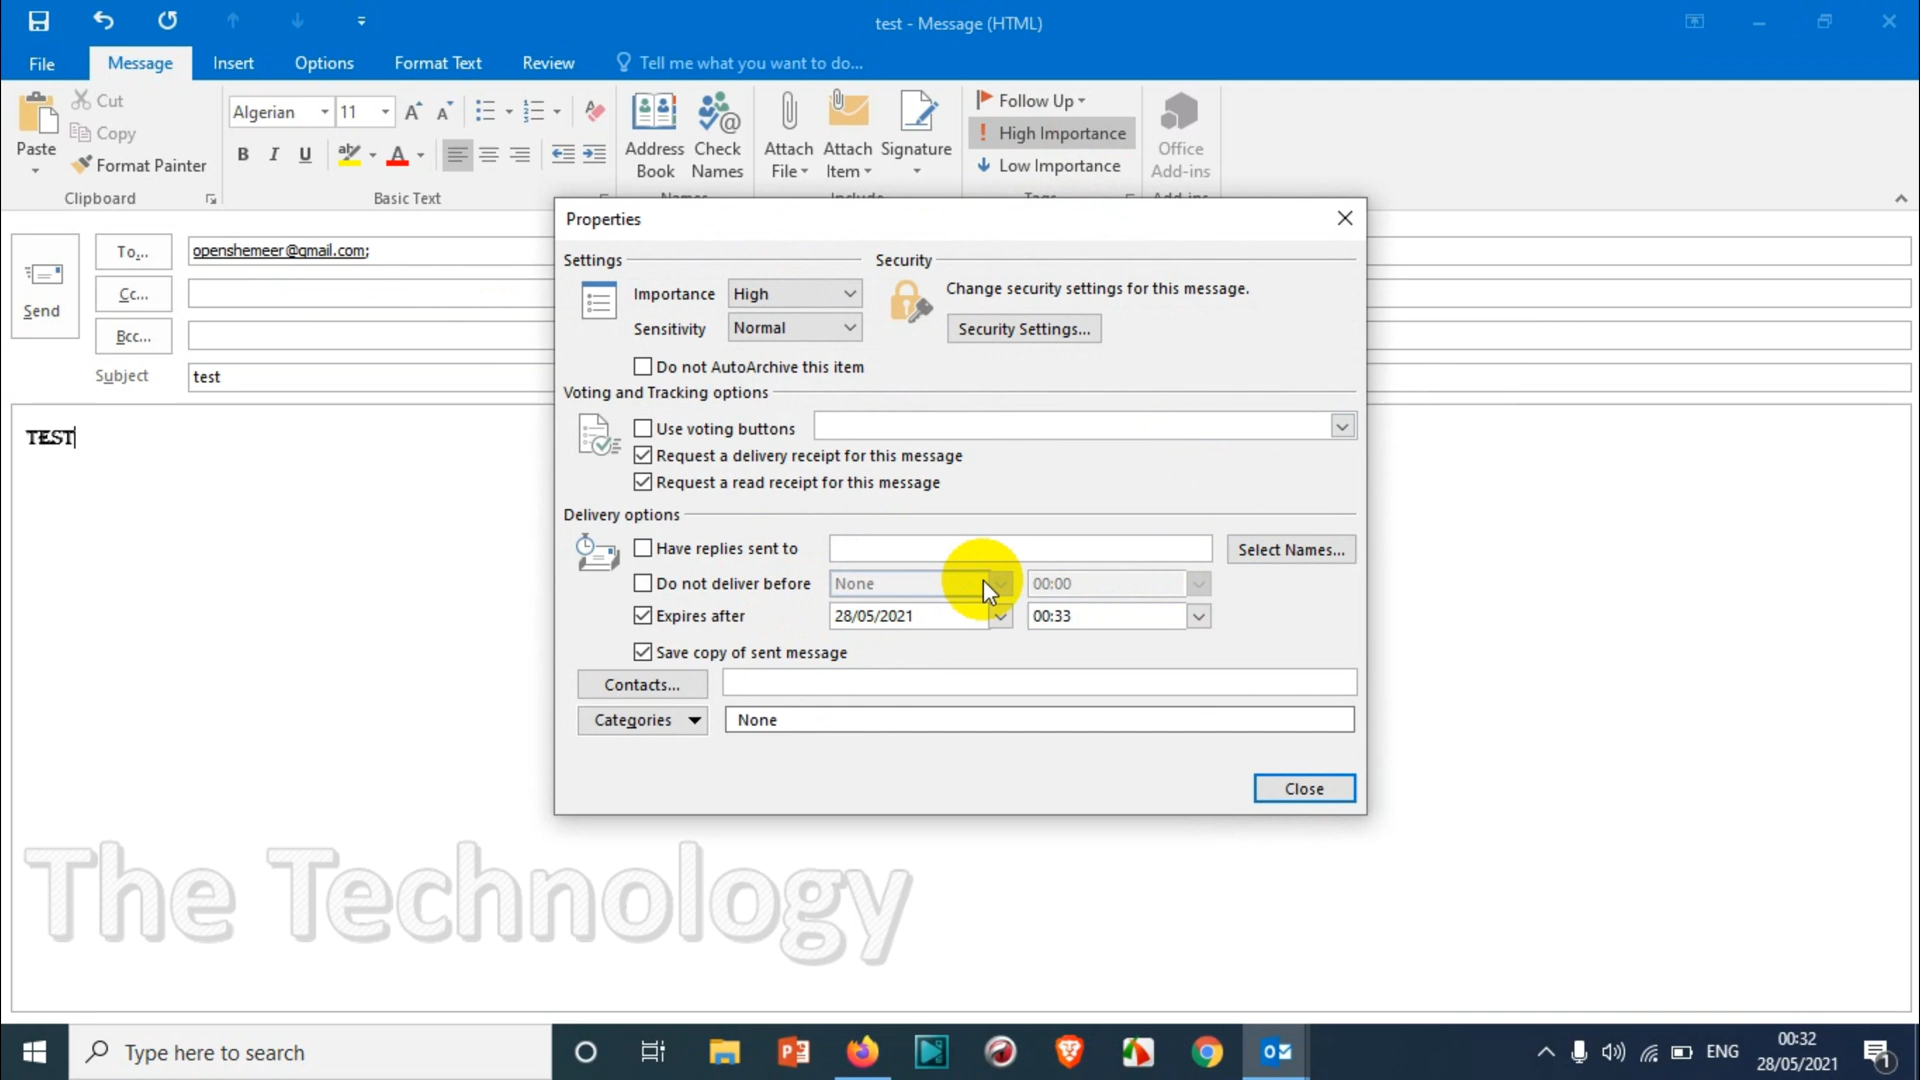 test - Message (HTML)
File Message Insert Options Format Text Review Tell me what you want to do...
Paste
Cut
Copy
Format Painter
Clipboard
Algerian 11
B I U
Basic Text
Address Book
Check Names
Names
Attach File
Attach Item
Signature
Include
Follow Up
High Importance
Low Importance
Tags
Office Add-ins
Add-ins
Send
To... openshemeer@gmail.com;
Cc...
Bcc...
Subject test
TEST
Properties
Settings
Importance High
Sensitivity Normal
Do not AutoArchive this item
Security
Change security settings for this message.
Security Settings...
Voting and Tracking options
Use voting buttons
Request a delivery receipt for this message
Request a read receipt for this message
Delivery options
Have replies sent to Select Names...
Do not deliver before None 00:00
Expires after 28/05/2021 00:33
Save copy of sent message
Contacts...
Categories None
Close
The Technology
Type here to search
ENG
00:32
28/05/2021
1